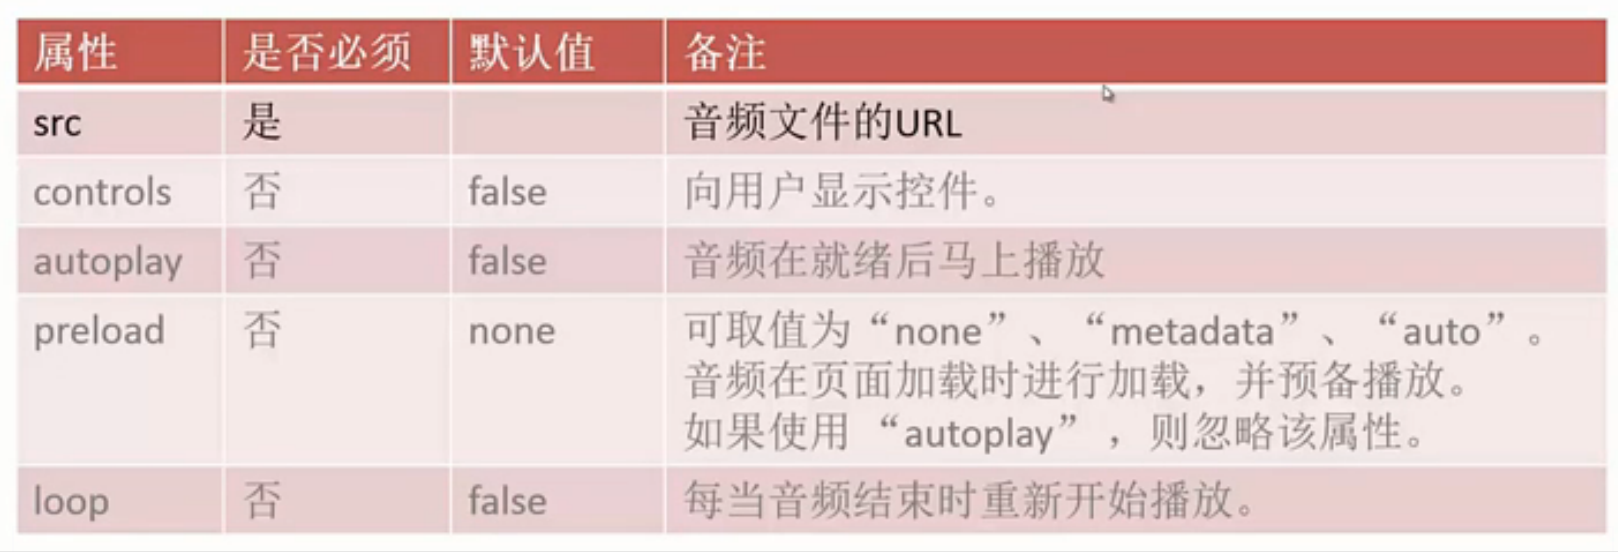 属性 是否必须 默认值 备注
src 是 音频文件的URL
controls 否 false 向用户显示控件。
autoplay 否 false 音频在就绪后马上播放
preload 否 none 可取值为“none”、“metadata”、“auto”。
音频在页面加载时进行加载，并预备播放。
如果使用 “autoplay”，则忽略该属性。
loop 否 false 每当音频结束时重新开始播放。